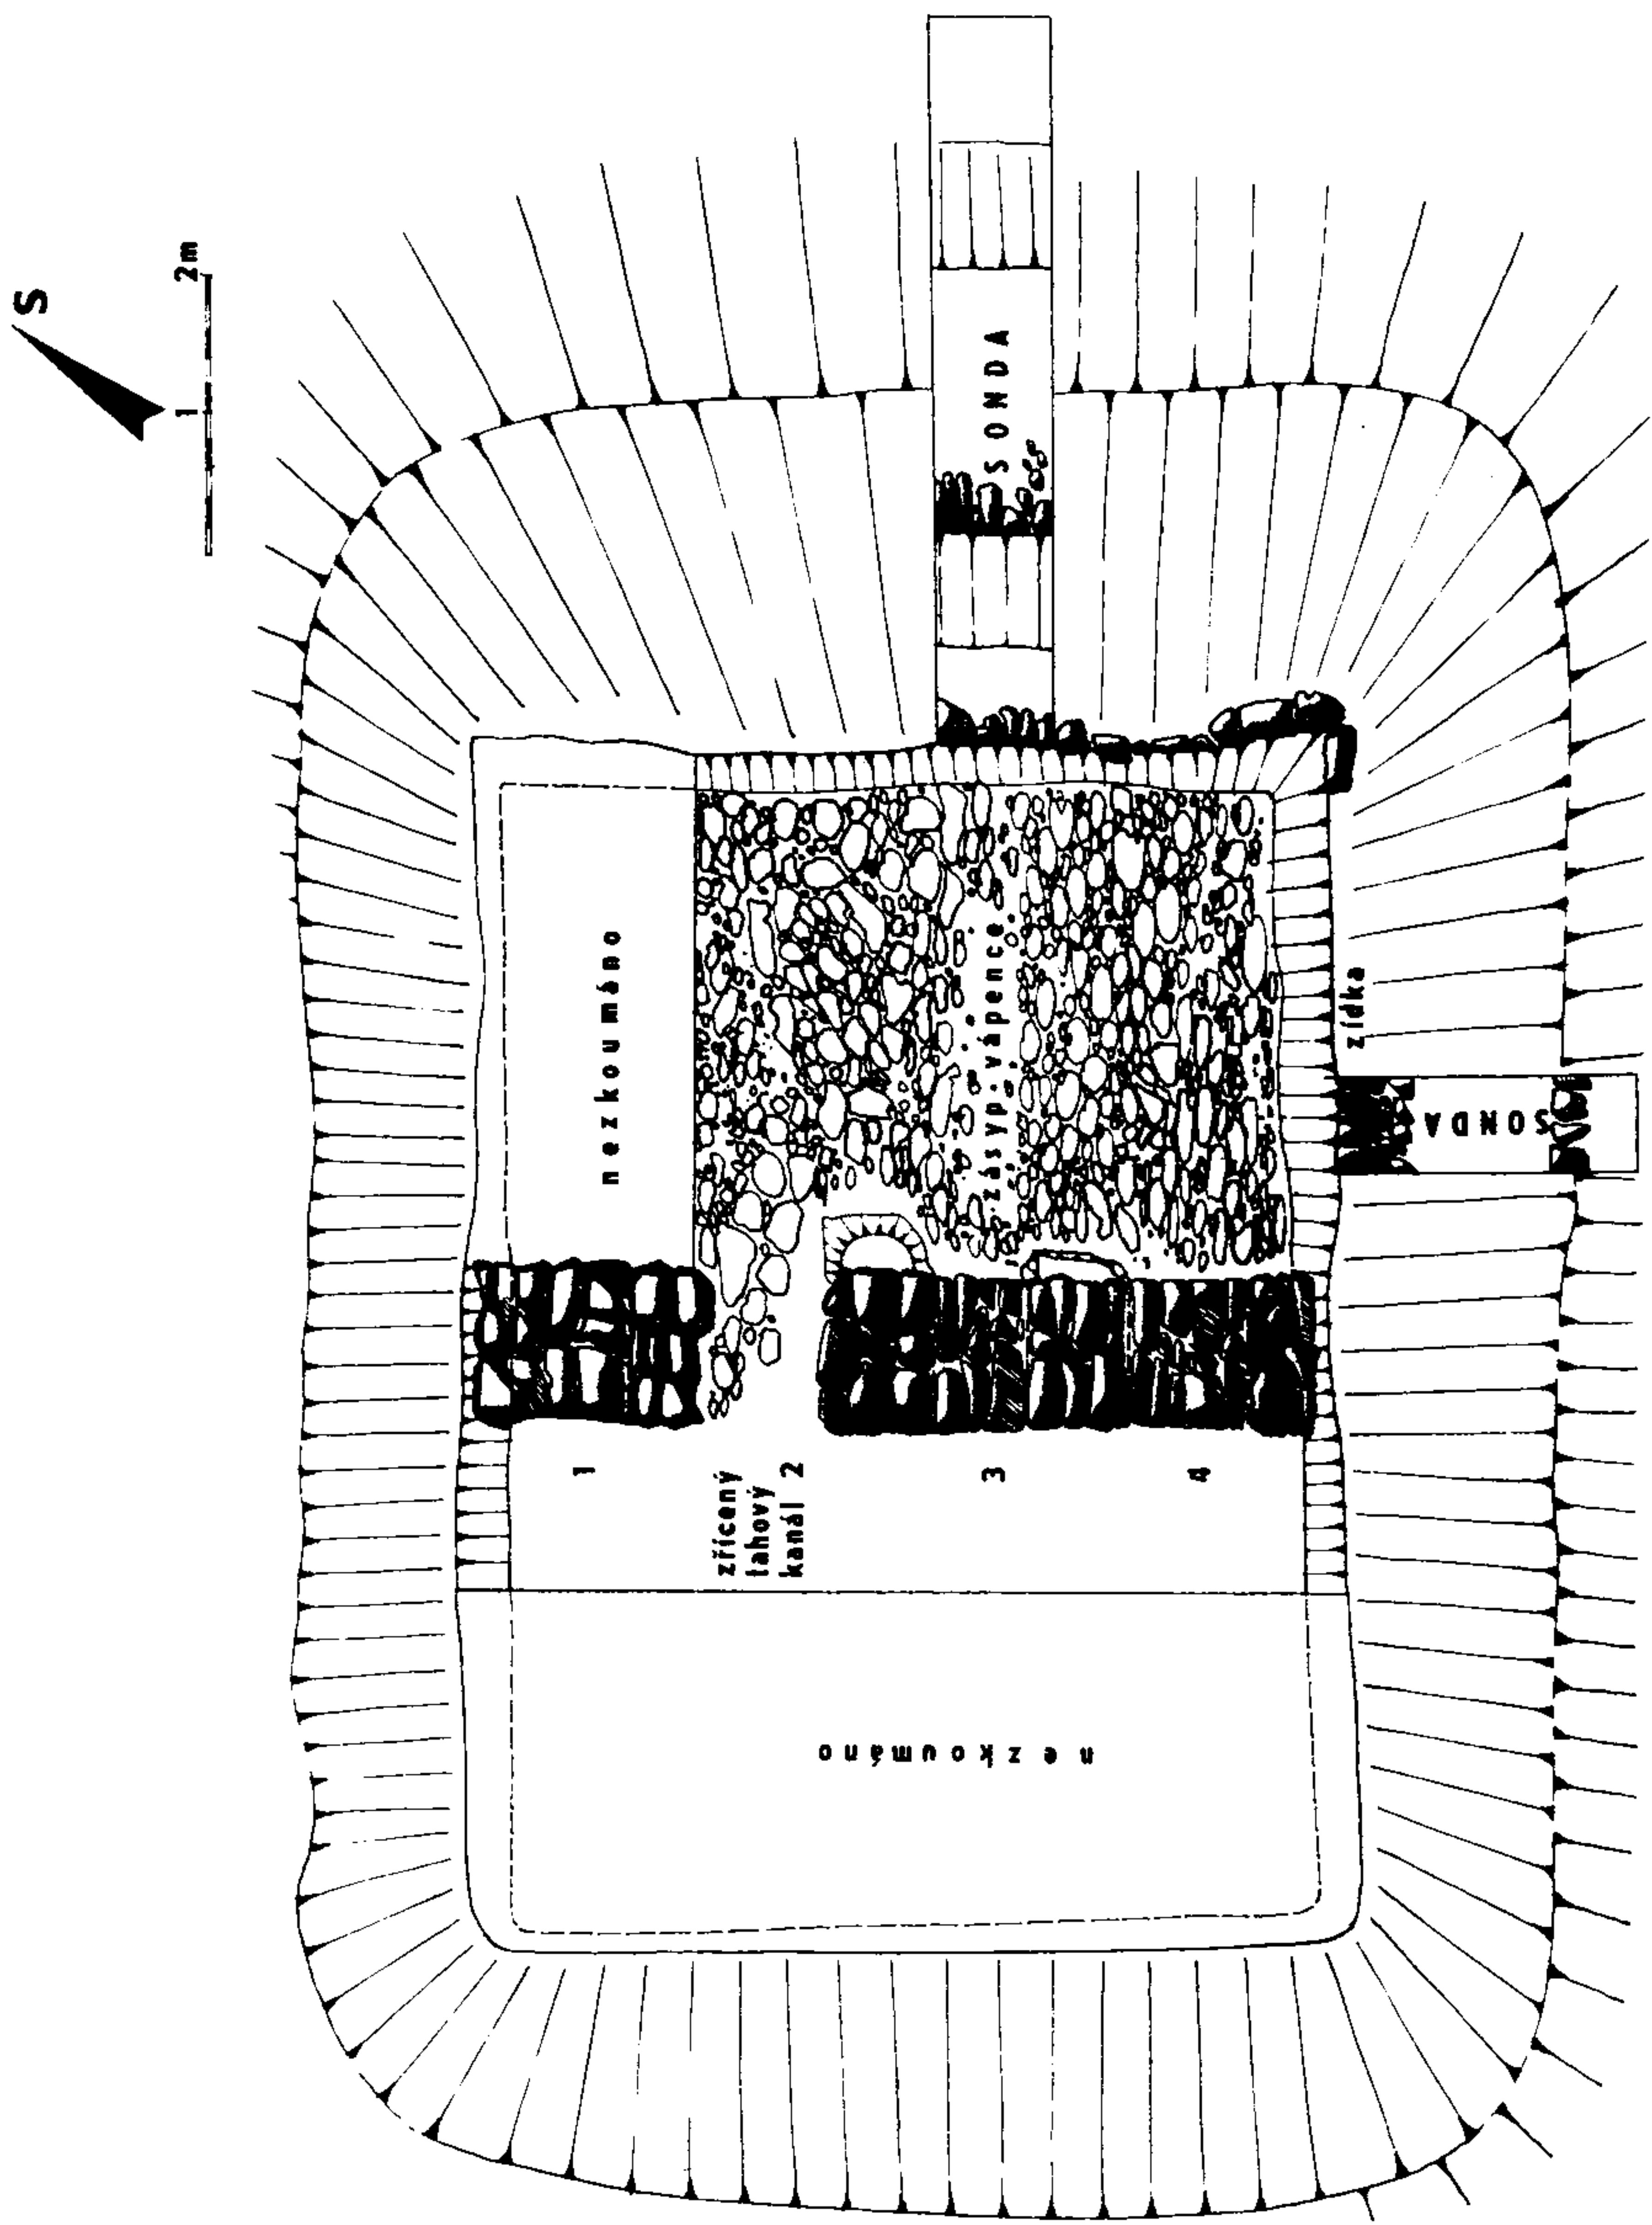 S
2m
1
SONDA
nezkoumáno
zásyp.vápence
zídka
SONDA
1
zřícený
tahový
kanál 2
3
4
nezkoumáno